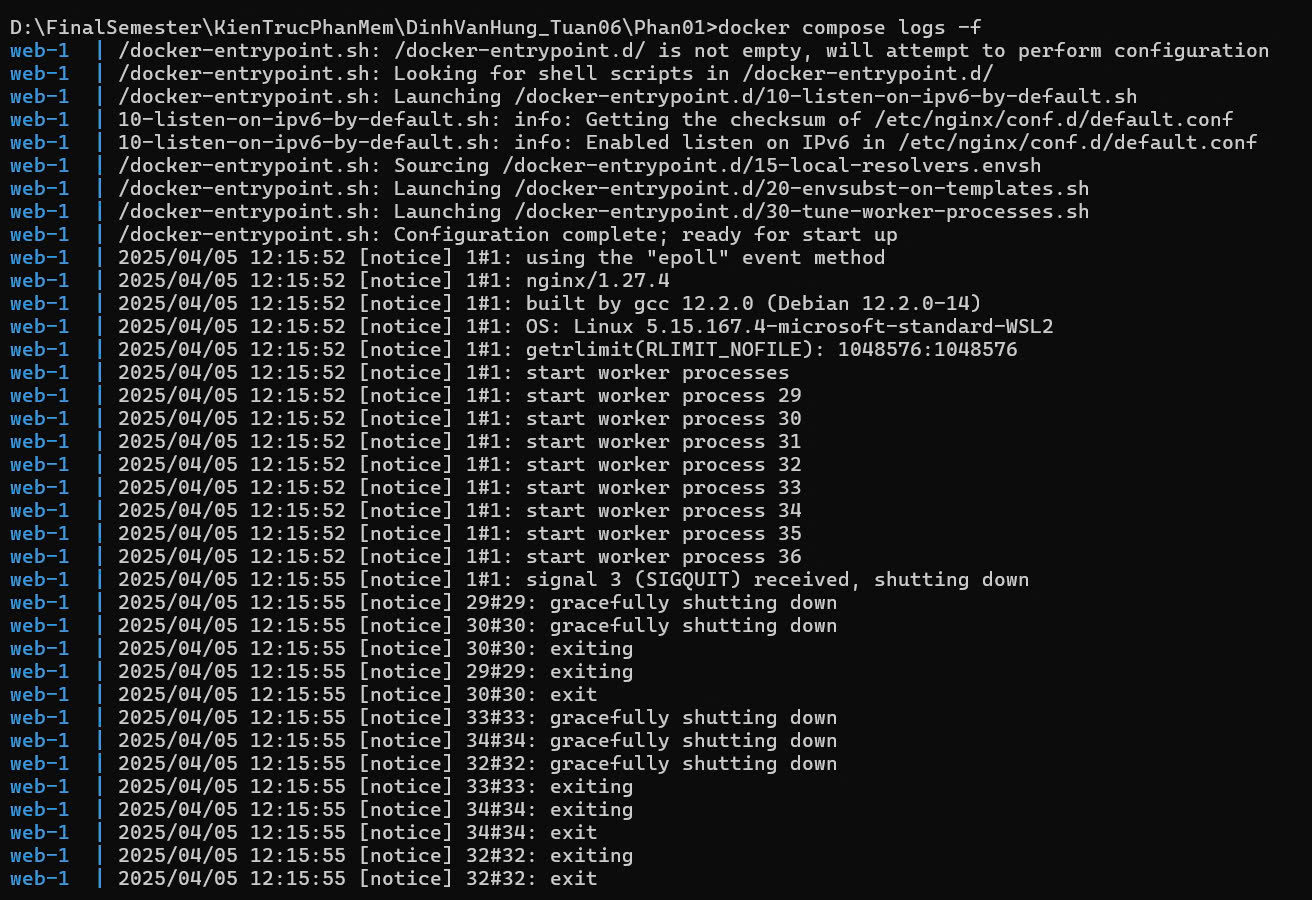 D:\FinalSemester\KienTrucPhanMem\DinhVanHung_Tuan06\Phan01>docker compose logs -f
web-1  | /docker-entrypoint.sh: /docker-entrypoint.d/ is not empty, will attempt to perform configuration
web-1  | /docker-entrypoint.sh: Looking for shell scripts in /docker-entrypoint.d/
web-1  | /docker-entrypoint.sh: Launching /docker-entrypoint.d/10-listen-on-ipv6-by-default.sh
web-1  | 10-listen-on-ipv6-by-default.sh: info: Getting the checksum of /etc/nginx/conf.d/default.conf
web-1  | 10-listen-on-ipv6-by-default.sh: info: Enabled listen on IPv6 in /etc/nginx/conf.d/default.conf
web-1  | /docker-entrypoint.sh: Sourcing /docker-entrypoint.d/15-local-resolvers.envsh
web-1  | /docker-entrypoint.sh: Launching /docker-entrypoint.d/20-envsubst-on-templates.sh
web-1  | /docker-entrypoint.sh: Launching /docker-entrypoint.d/30-tune-worker-processes.sh
web-1  | /docker-entrypoint.sh: Configuration complete; ready for start up
web-1  | 2025/04/05 12:15:52 [notice] 1#1: using the "epoll" event method
web-1  | 2025/04/05 12:15:52 [notice] 1#1: nginx/1.27.4
web-1  | 2025/04/05 12:15:52 [notice] 1#1: built by gcc 12.2.0 (Debian 12.2.0-14)
web-1  | 2025/04/05 12:15:52 [notice] 1#1: OS: Linux 5.15.167.4-microsoft-standard-WSL2
web-1  | 2025/04/05 12:15:52 [notice] 1#1: getrlimit(RLIMIT_NOFILE): 1048576:1048576
web-1  | 2025/04/05 12:15:52 [notice] 1#1: start worker processes
web-1  | 2025/04/05 12:15:52 [notice] 1#1: start worker process 29
web-1  | 2025/04/05 12:15:52 [notice] 1#1: start worker process 30
web-1  | 2025/04/05 12:15:52 [notice] 1#1: start worker process 31
web-1  | 2025/04/05 12:15:52 [notice] 1#1: start worker process 32
web-1  | 2025/04/05 12:15:52 [notice] 1#1: start worker process 33
web-1  | 2025/04/05 12:15:52 [notice] 1#1: start worker process 34
web-1  | 2025/04/05 12:15:52 [notice] 1#1: start worker process 35
web-1  | 2025/04/05 12:15:52 [notice] 1#1: start worker process 36
web-1  | 2025/04/05 12:15:55 [notice] 1#1: signal 3 (SIGQUIT) received, shutting down
web-1  | 2025/04/05 12:15:55 [notice] 29#29: gracefully shutting down
web-1  | 2025/04/05 12:15:55 [notice] 30#30: gracefully shutting down
web-1  | 2025/04/05 12:15:55 [notice] 30#30: exiting
web-1  | 2025/04/05 12:15:55 [notice] 29#29: exiting
web-1  | 2025/04/05 12:15:55 [notice] 30#30: exit
web-1  | 2025/04/05 12:15:55 [notice] 33#33: gracefully shutting down
web-1  | 2025/04/05 12:15:55 [notice] 34#34: gracefully shutting down
web-1  | 2025/04/05 12:15:55 [notice] 32#32: gracefully shutting down
web-1  | 2025/04/05 12:15:55 [notice] 33#33: exiting
web-1  | 2025/04/05 12:15:55 [notice] 34#34: exiting
web-1  | 2025/04/05 12:15:55 [notice] 34#34: exit
web-1  | 2025/04/05 12:15:55 [notice] 32#32: exiting
web-1  | 2025/04/05 12:15:55 [notice] 32#32: exit